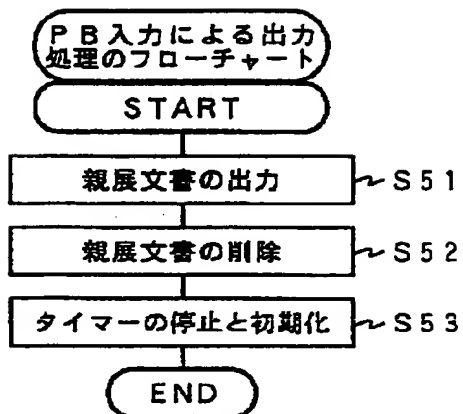 PB入力による出力
処理のフローチャート
START
親展文書の出力 S51
親展文書の削除 S52
タイマーの停止と初期化 S53
END